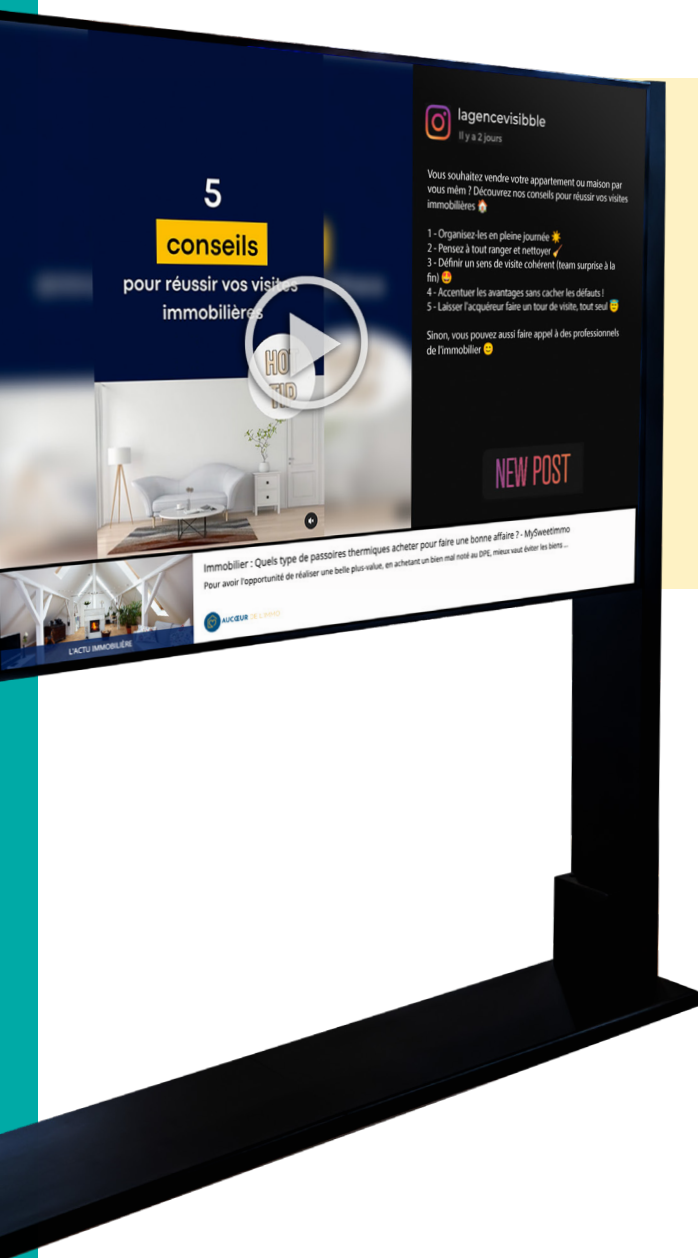 5
conseils
pour réussir vos visites
immobilières
HOT
TIP
lagencevisibble
Il y a 2 jours
Vous souhaitez vendre votre appartement ou maison par
vous mêm ? Découvrez nos conseils pour réussir vos visites
immobilières 🏠
1 - Organisez-les en pleine journée ☀️
2 - Pensez à tout ranger et nettoyer 🧹
3 - Définir un sens de visite cohérent (team surprise à la
fin) 🤩
4 - Accentuer les avantages sans cacher les défauts !
5 - Laisser l'acquéreur faire un tour de visite, tout seul 😇
Sinon, vous pouvez aussi faire appel à des professionnels
de l'immobilier 😊
NEW POST
Immobilier : Quels type de passoires thermiques acheter pour faire une bonne affaire ? - MySweetimmo
Pour avoir l'opportunité de réaliser une belle plus-value, en achetant un bien mal noté au DPE, mieux vaut éviter les biens ...
AUCŒUR DE L'IMMO
L'ACTU IMMOBILIÈRE